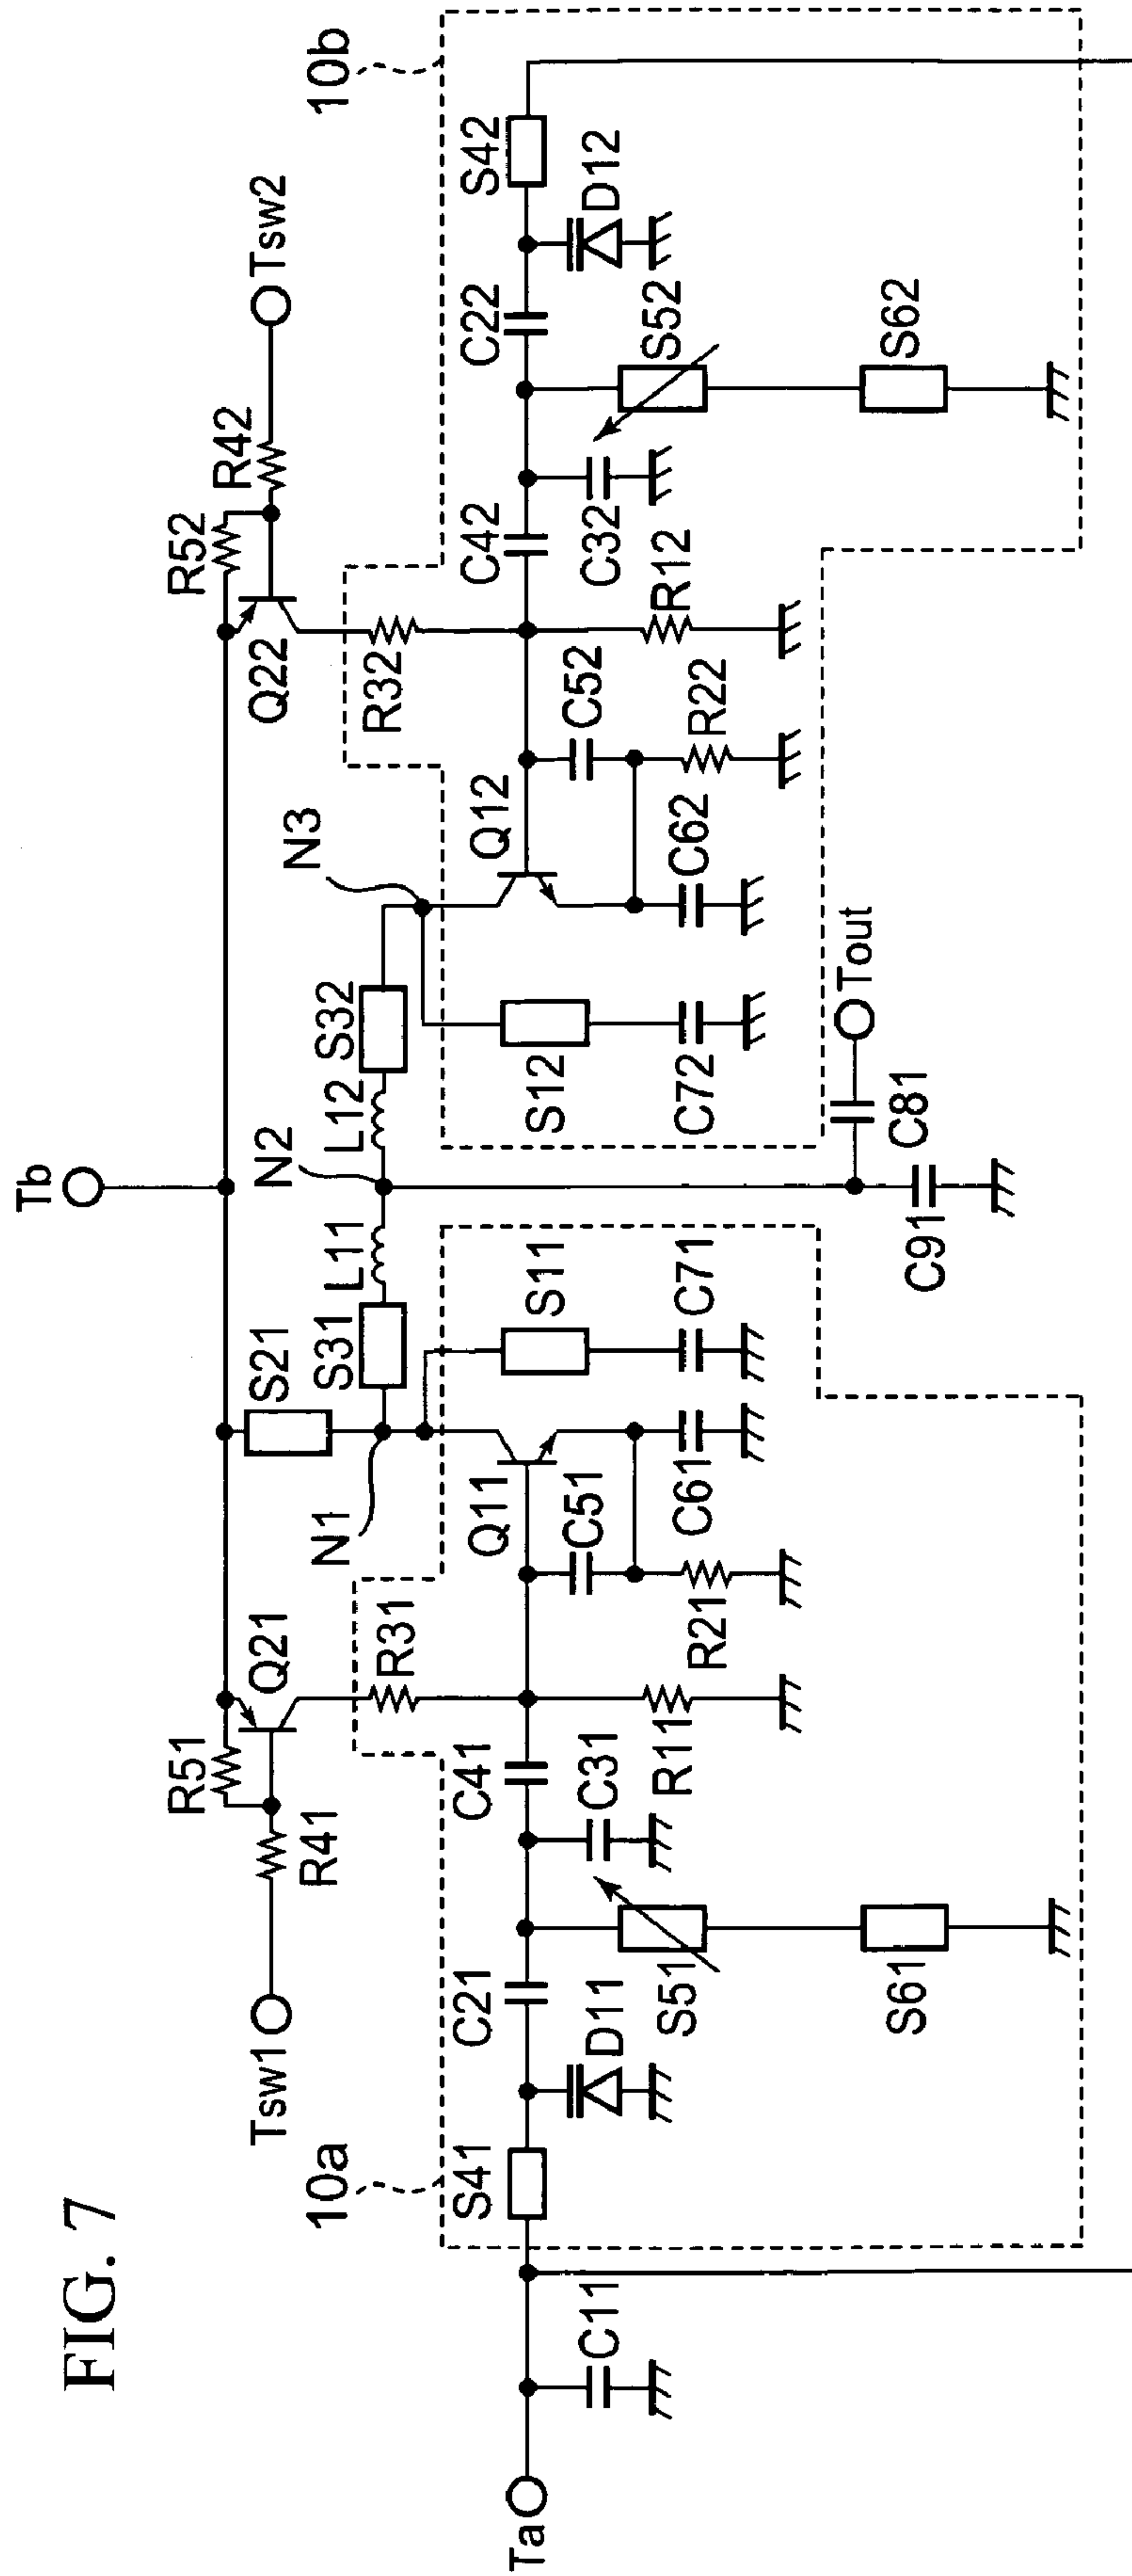 FIG. 7
Tb
R51
Q21
S21
R52
R42
Tsw2
Q22
Tsw1
R41
N1
S31
L11
N2
L12
S32
N3
10a
10b
R31
R32
Ta
S41
C21
C41
Q11
S11
S12
Q12
C42
C22
S42
C11
D11
C31
C51
C52
C32
D12
S51
R11
R21
C61
C71
C72
C62
R22
R12
S52
S61
C91
C81
Tout
S62